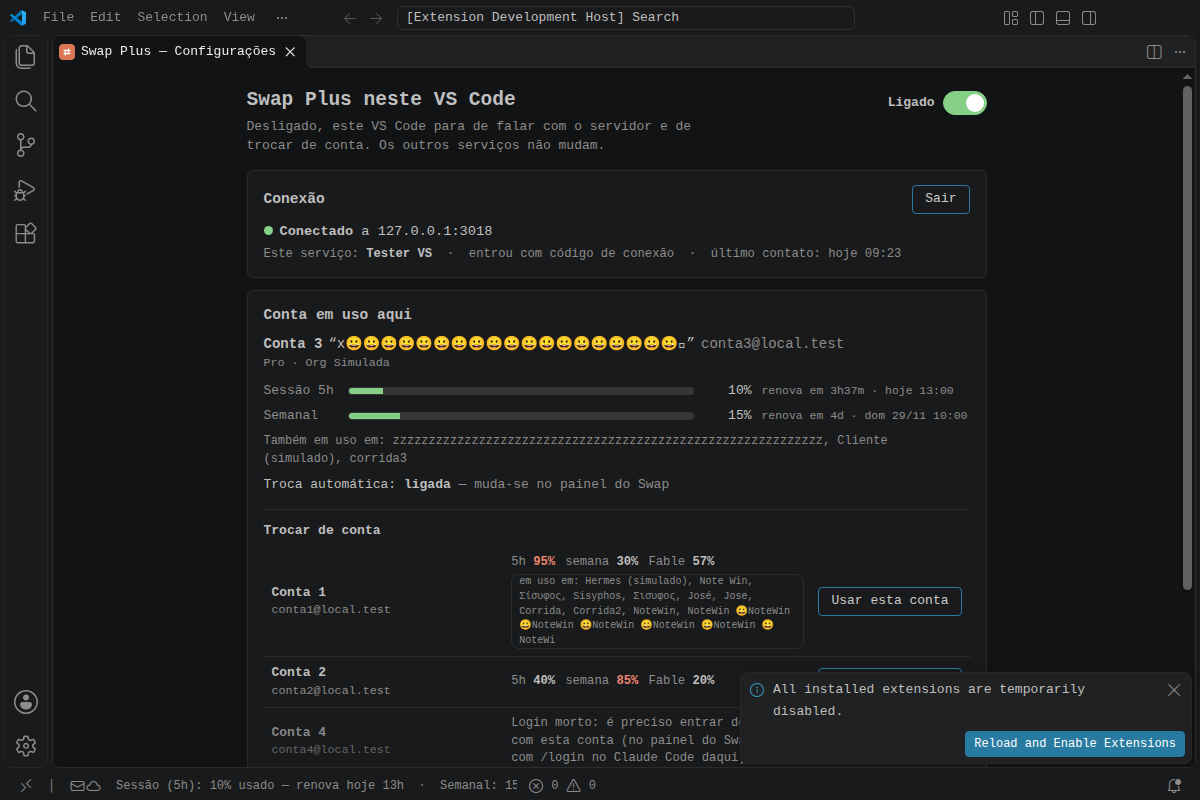 File Edit Selection View ··· [Extension Development Host] Search
Swap Plus — Configurações
Swap Plus neste VS Code
Ligado
Desligado, este VS Code para de falar com o servidor e de
trocar de conta. Os outros serviços não mudam.
Conexão
Sair
Conectado a 127.0.0.1:3018
Este serviço: Tester VS · entrou com código de conexão · último contato: hoje 09:23
Conta em uso aqui
Conta 3 “x😀😀😀😀😀😀😀😀😀😀😀😀😀😀😀😀😀😀😀” conta3@local.test
Pro · Org Simulada
Sessão 5h 10% renova em 3h37m · hoje 13:00
Semanal 15% renova em 4d · dom 29/11 10:00
Também em uso em: zzzzzzzzzzzzzzzzzzzzzzzzzzzzzzzzzzzzzzzzzzzzzzzzzzzzzzzzzzzz, Cliente
(simulado), corrida3
Troca automática: ligada — muda-se no painel do Swap
Trocar de conta
5h 95% semana 30% Fable 57%
em uso em: Hermes (simulado), Note Win,
Σίσυφος, Sisyphos, Σισυφος, José, Jose,
Corrida, Corrida2, NoteWin, NoteWin 😀NoteWin
😀NoteWin 😀NoteWin 😀NoteWin 😀NoteWin 😀
NoteWi
Conta 1
conta1@local.test
Usar esta conta
Conta 2
conta2@local.test
5h 40% semana 85% Fable 20%
Conta 4
conta4@local.test
Login morto: é preciso entrar de
com esta conta (no painel do Swa
com /login no Claude Code daqui
All installed extensions are temporarily
disabled.
Reload and Enable Extensions
Sessão (5h): 10% usado — renova hoje 13h · Semanal: 15 0 0